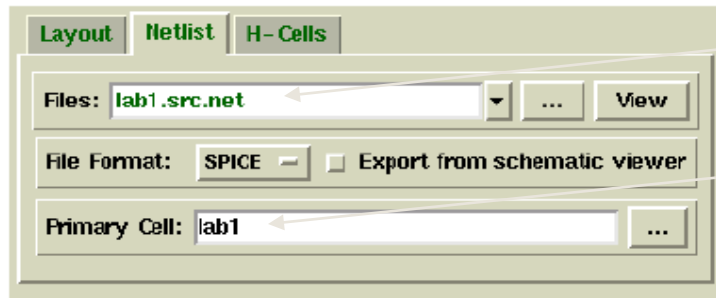 Layout Netlist H-Cells
Files: lab1.src.net ... View
File Format: SPICE Export from schematic viewer
Primary Cell: lab1 ...